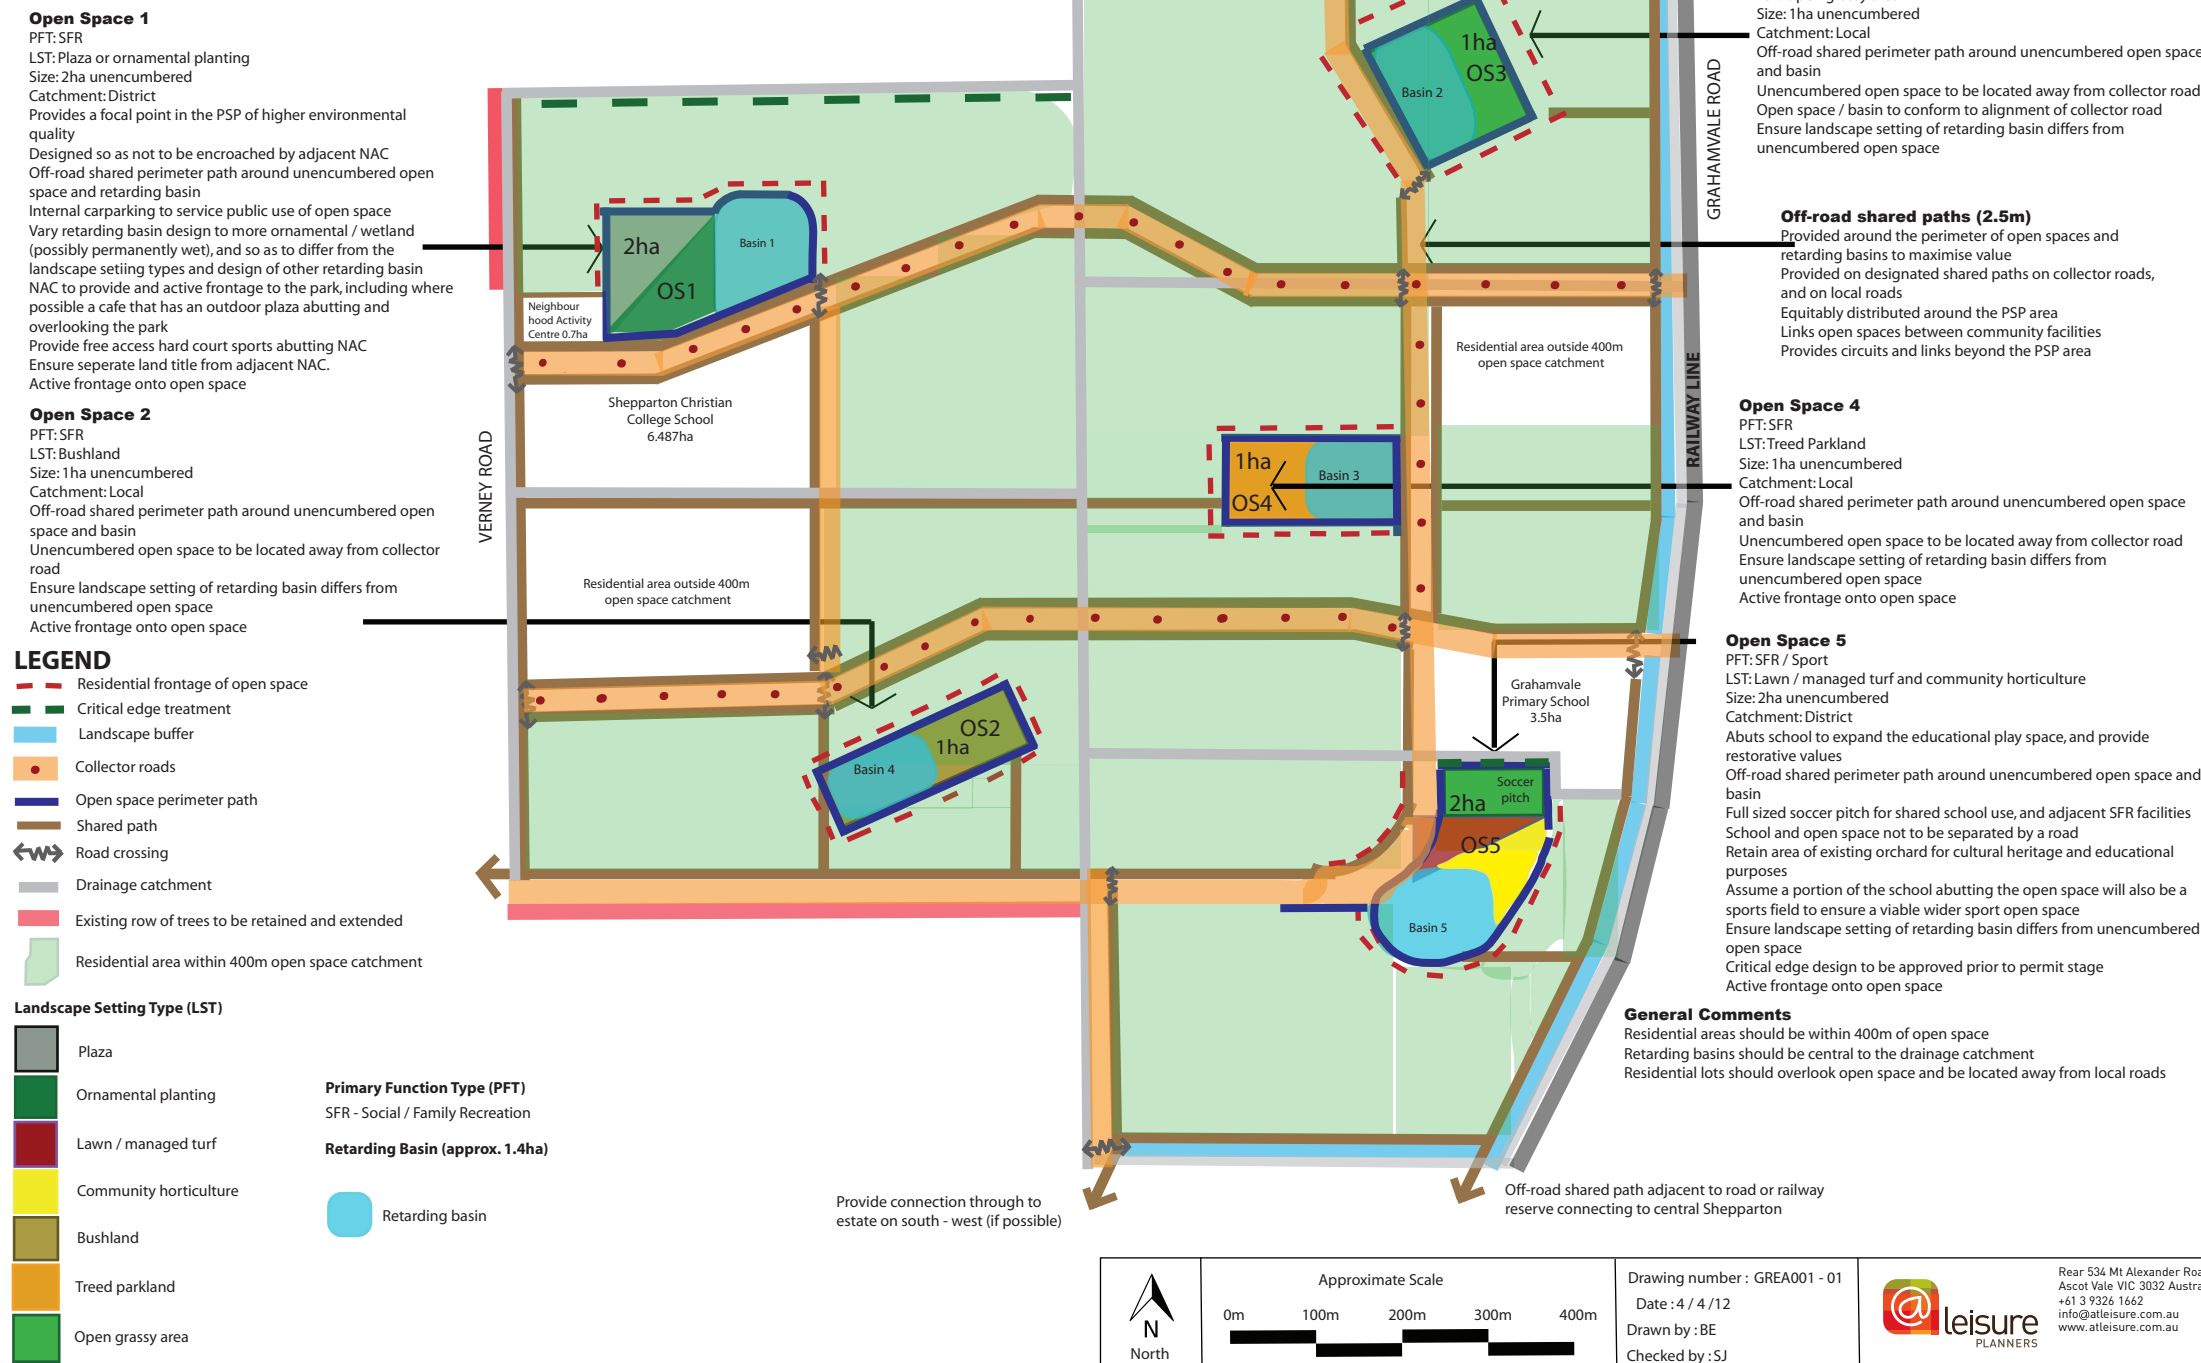 Open Space 1
PFT: SFR
LST: Plaza or ornamental planting
Size: 2ha unencumbered
Catchment: District
Provides a focal point in the PSP of higher environmental
quality
Designed so as not to be encroached by adjacent NAC
Off-road shared perimeter path around unencumbered open
space and retarding basin
Internal carparking to service public use of open space
Vary retarding basin design to more ornamental / wetland
(possibly permanently wet), and so as to differ from the
landscape setiing types and design of other retarding basin
NAC to provide and active frontage to the park, including where
possible a cafe that has an outdoor plaza abutting and
overlooking the park
Provide free access hard court sports abutting NAC
Ensure seperate land title from adjacent NAC.
Active frontage onto open space
Open Space 2
PFT: SFR
LST: Bushland
Size: 1ha unencumbered
Catchment: Local
Off-road shared perimeter path around unencumbered open
space and basin
Unencumbered open space to be located away from collector
road
Ensure landscape setting of retarding basin differs from
unencumbered open space
Active frontage onto open space
LEGEND
Residential frontage of open space
Critical edge treatment
Landscape buffer
Collector roads
Open space perimeter path
Shared path
Road crossing
Drainage catchment
Existing row of trees to be retained and extended
Residential area within 400m open space catchment
Landscape Setting Type (LST)
Plaza
Ornamental planting
Lawn / managed turf
Community horticulture
Bushland
Treed parkland
Open grassy area
Primary Function Type (PFT)
SFR - Social / Family Recreation
Retarding Basin (approx. 1.4ha)
Retarding basin
VERNEY ROAD
2ha
OS1
Basin 1
Neighbour
hood Activity
Centre 0.7ha
Shepparton Christian
College School
6.487ha
Residential area outside 400m
open space catchment
OS2
1ha
Basin 4
1ha
OS3
Basin 2
Residential area outside 400m
open space catchment
1ha
OS4
Basin 3
Grahamvale
Primary School
3.5ha
Soccer
pitch
2ha
OS5
Basin 5
GRAHAMVALE ROAD
RAILWAY LINE
Size: 1ha unencumbered
Catchment: Local
Off-road shared perimeter path around unencumbered open space
and basin
Unencumbered open space to be located away from collector road
Open space / basin to conform to alignment of collector road
Ensure landscape setting of retarding basin differs from
unencumbered open space
Off-road shared paths (2.5m)
Provided around the perimeter of open spaces and
retarding basins to maximise value
Provided on designated shared paths on collector roads,
and on local roads
Equitably distributed around the PSP area
Links open spaces between community facilities
Provides circuits and links beyond the PSP area
Open Space 4
PFT: SFR
LST: Treed Parkland
Size: 1ha unencumbered
Catchment: Local
Off-road shared perimeter path around unencumbered open space
and basin
Unencumbered open space to be located away from collector road
Ensure landscape setting of retarding basin differs from
unencumbered open space
Active frontage onto open space
Open Space 5
PFT: SFR / Sport
LST: Lawn / managed turf and community horticulture
Size: 2ha unencumbered
Catchment: District
Abuts school to expand the educational play space, and provide
restorative values
Off-road shared perimeter path around unencumbered open space and
basin
Full sized soccer pitch for shared school use, and adjacent SFR facilities
School and open space not to be separated by a road
Retain area of existing orchard for cultural heritage and educational
purposes
Assume a portion of the school abutting the open space will also be a
sports field to ensure a viable wider sport open space
Ensure landscape setting of retarding basin differs from unencumbered
open space
Critical edge design to be approved prior to permit stage
Active frontage onto open space
General Comments
Residential areas should be within 400m of open space
Retarding basins should be central to the drainage catchment
Residential lots should overlook open space and be located away from local roads
Provide connection through to
estate on south - west (if possible)
Off-road shared path adjacent to road or railway
reserve connecting to central Shepparton
N
North
Approximate Scale
0m 100m 200m 300m 400m
Drawing number : GREA001 - 01
Date : 4 / 4 /12
Drawn by : BE
Checked by : SJ
@leisure
PLANNERS
Rear 534 Mt Alexander Roa
Ascot Vale VIC 3032 Austra
+61 3 9326 1662
info@atleisure.com.au
www.atleisure.com.au